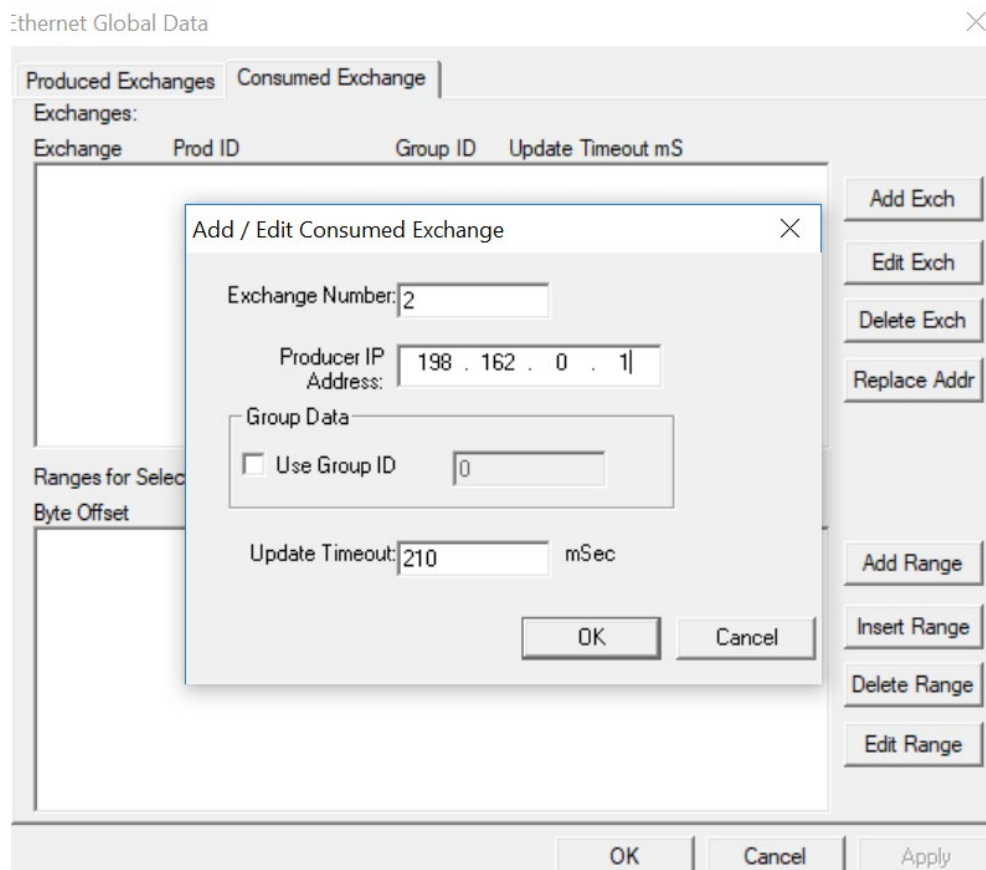 Ethernet Global Data
Produced Exchanges Consumed Exchange
Exchanges:
Exchange Prod ID Group ID Update Timeout mS
Add Exch
Edit Exch
Delete Exch
Replace Addr
Add / Edit Consumed Exchange
Exchange Number: 2
Producer IP
Address: 198 . 162 . 0 . 1
Group Data
Use Group ID 0
Update Timeout: 210 mSec
OK Cancel
Ranges for Selec
Byte Offset
Add Range
Insert Range
Delete Range
Edit Range
OK Cancel Apply